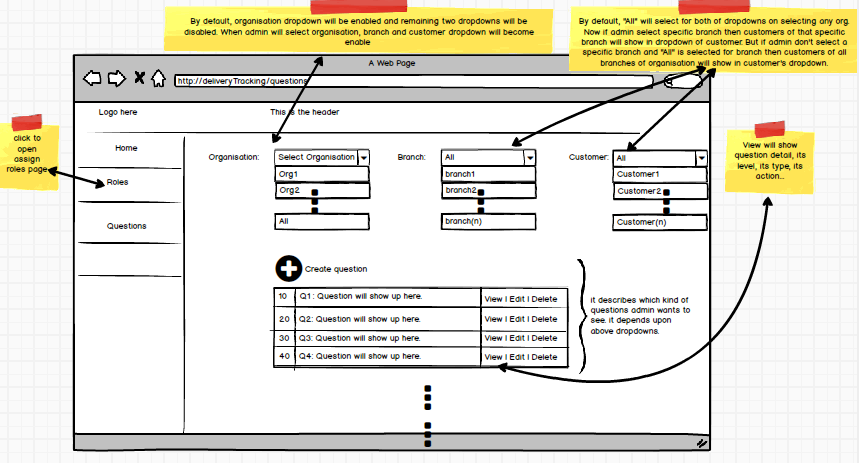 By default, organisation dropdown will be enabled and remaining two dropdowns will be
disabled. When admin will select organisation, branch and customer dropdown will become
enable
By default, "All" will select for both of dropdowns on selecting any org.
Now if admin select specific branch then customers of that specific
branch will show in dropdown of customer. But if admin don't select a
specific branch and "All" is selected for branch then customers of all
branches of organisation will show in customer's dropdown.
A Web Page
http://deliveryTracking/questions
Logo here
This is the header
click to
open
assign
roles page
Home
Roles
Questions
Organisation:
Select Organisation
Org1
Org2
All
Branch:
All
branch1
branch2
branch(n)
Customer:
All
Customer1
Customer2
Customer(n)
View will show
question detail, its
level, its type, its
action..
Create question
10 Q1: Question will show up here. View | Edit | Delete
20 Q2: Question will show up here. View | Edit | Delete
30 Q3: Question will show up here. View | Edit | Delete
40 Q4: Question will show up here. View | Edit | Delete
it describes which kind of
questions admin wants to
see. it depends upon
above dropdowns.